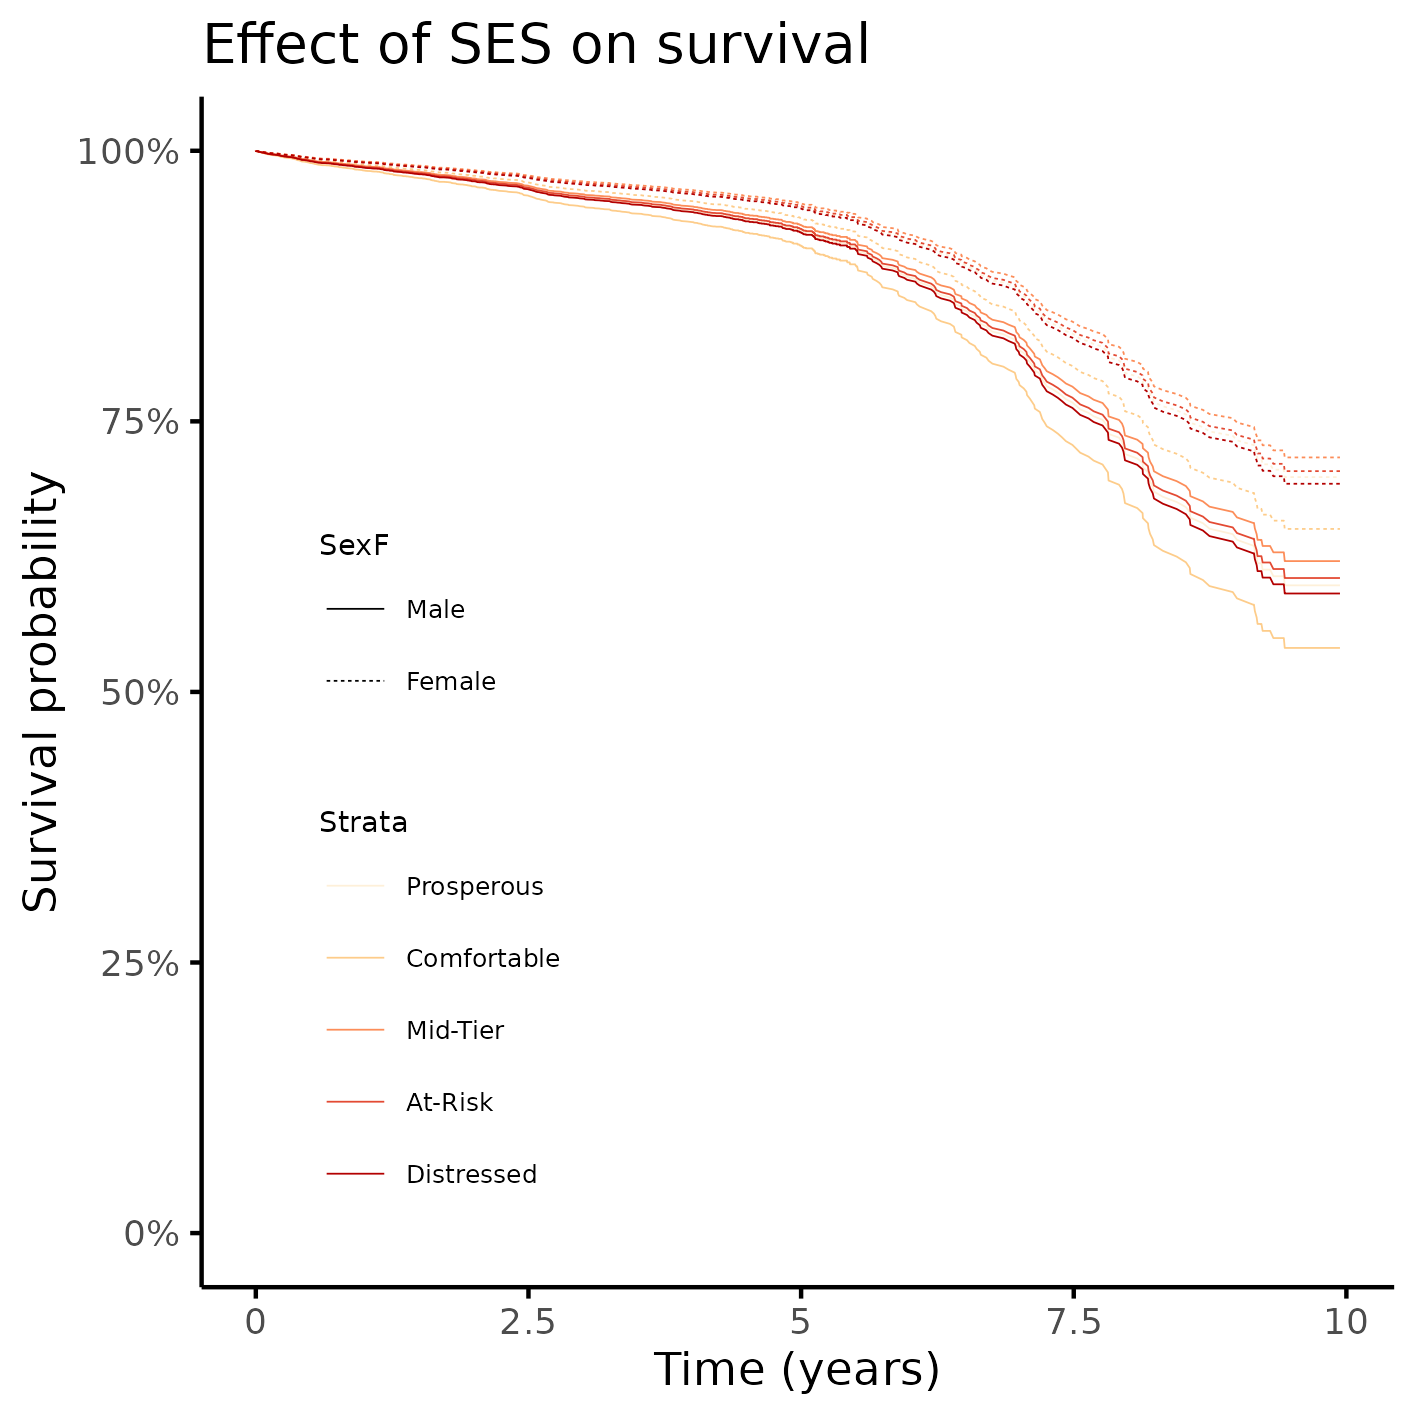 Effect of SES on survival
100%
75%
50%
25%
0%
Survival probability
SexF
Male
Female
Strata
Prosperous
Comfortable
Mid-Tier
At-Risk
Distressed
0 2.5 5 7.5 10
Time (years)